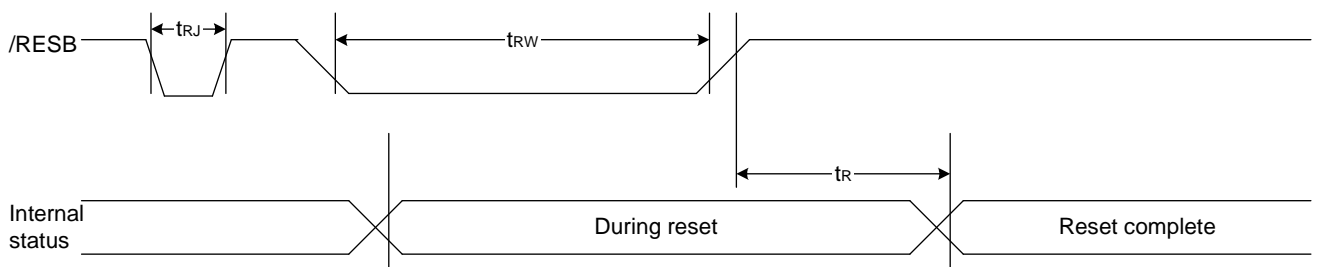 tRJ
/RESB
tRW
tR
Internal
status
During reset
Reset complete